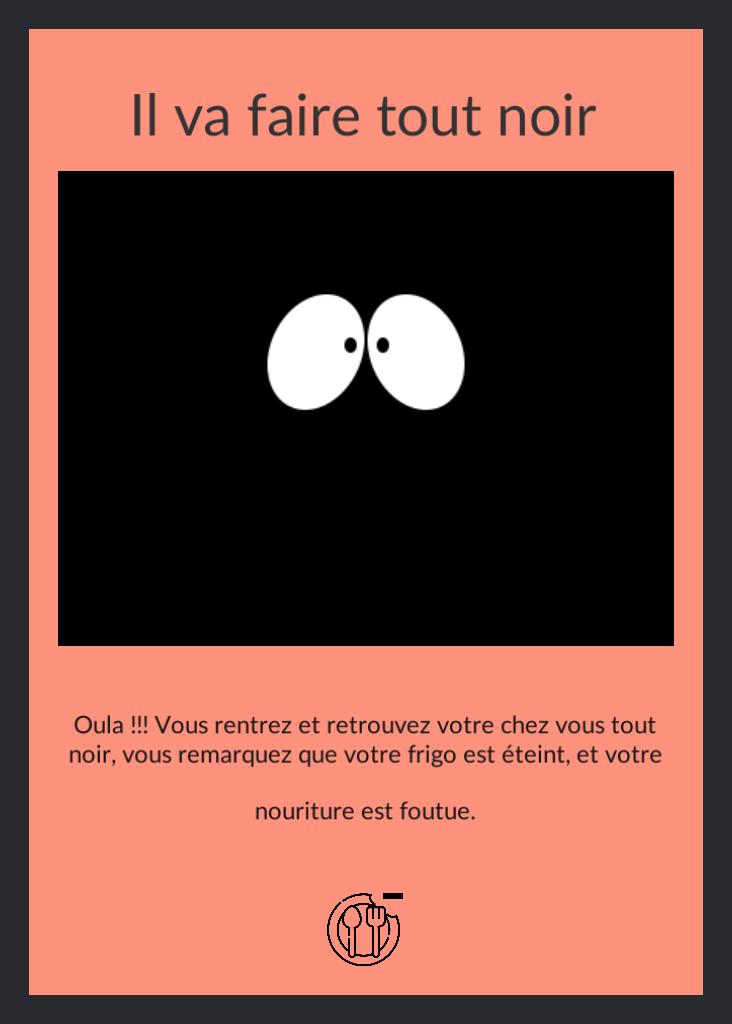 Il va faire tout noir
Oula !!! Vous rentrez et retrouvez votre chez vous tout
noir, vous remarquez que votre frigo est éteint, et votre
nouriture est foutue.